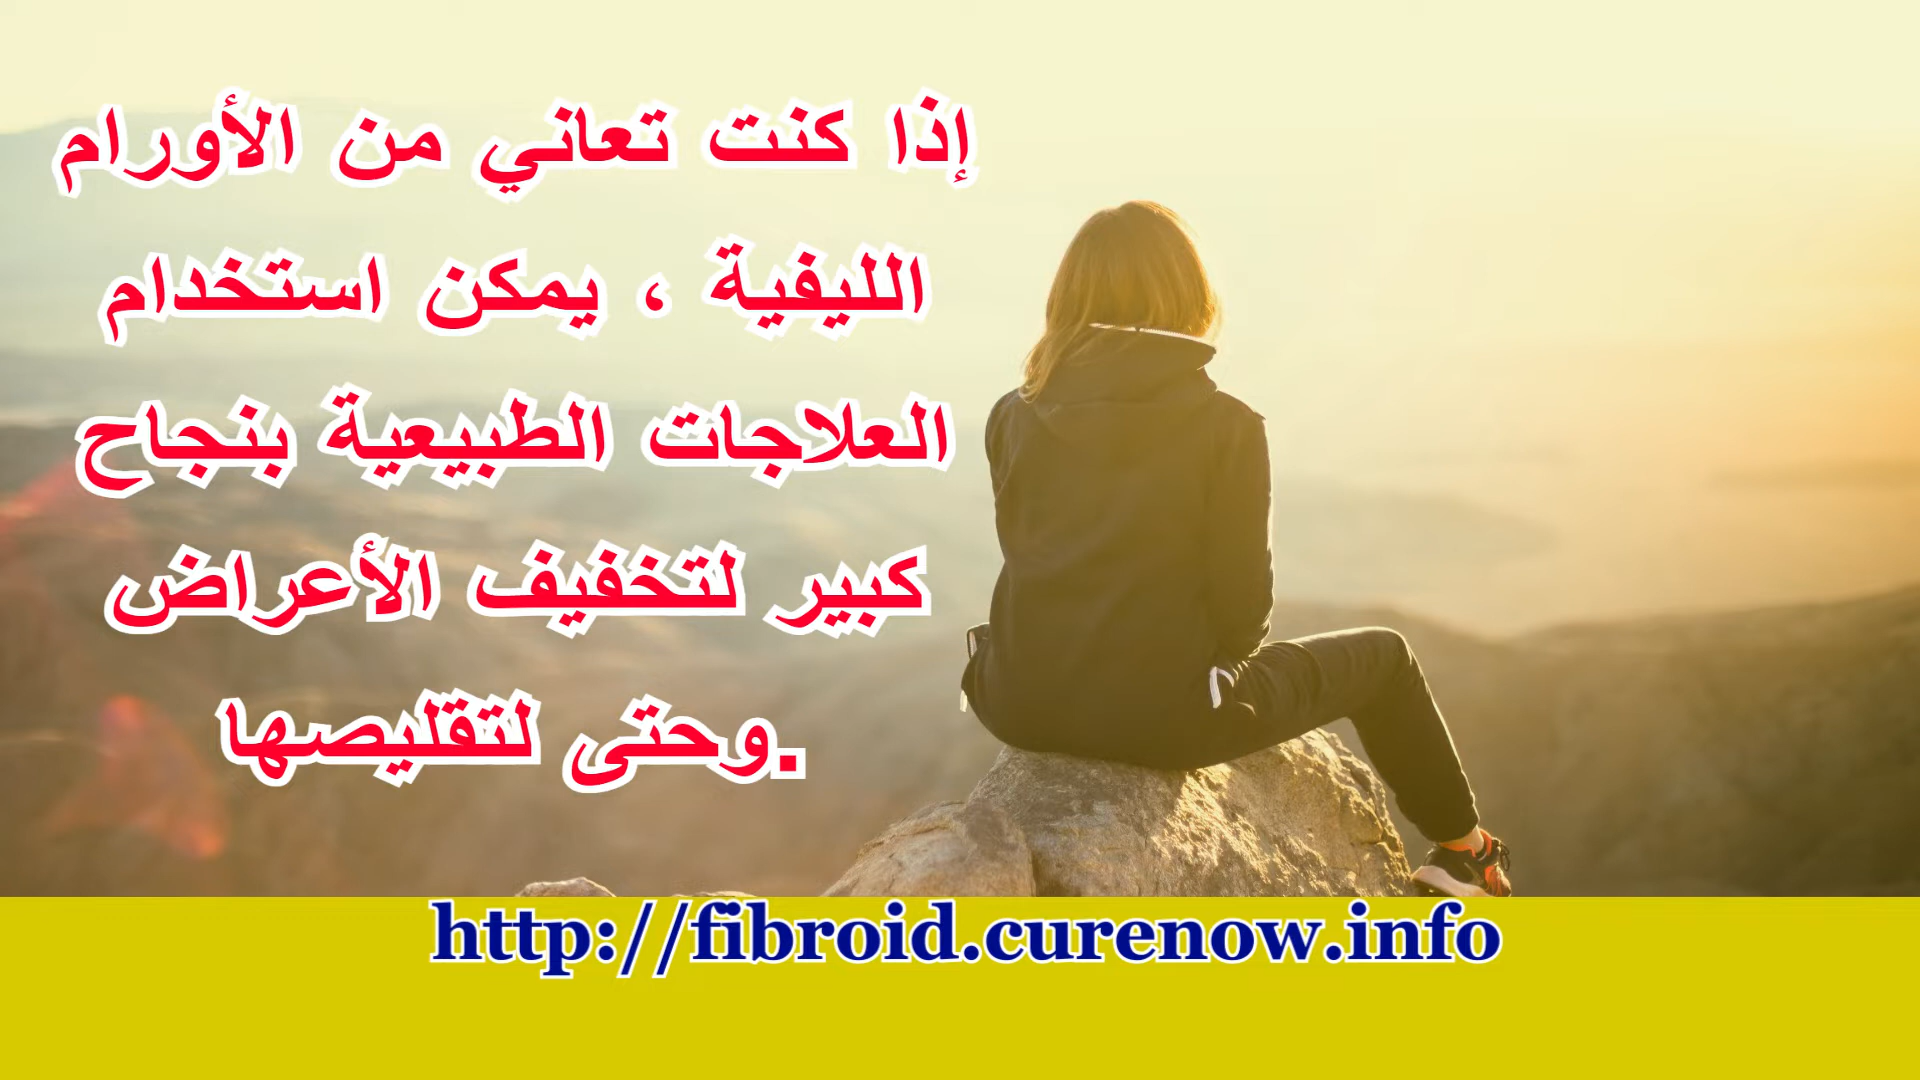 إذا كنت تعاني من الأورام
الليفية ، يمكن استخدام
العلاجات الطبيعية بنجاح
كبير لتخفيف الأعراض
وحتى لتقليصها.
http://fibroid.curenow.info